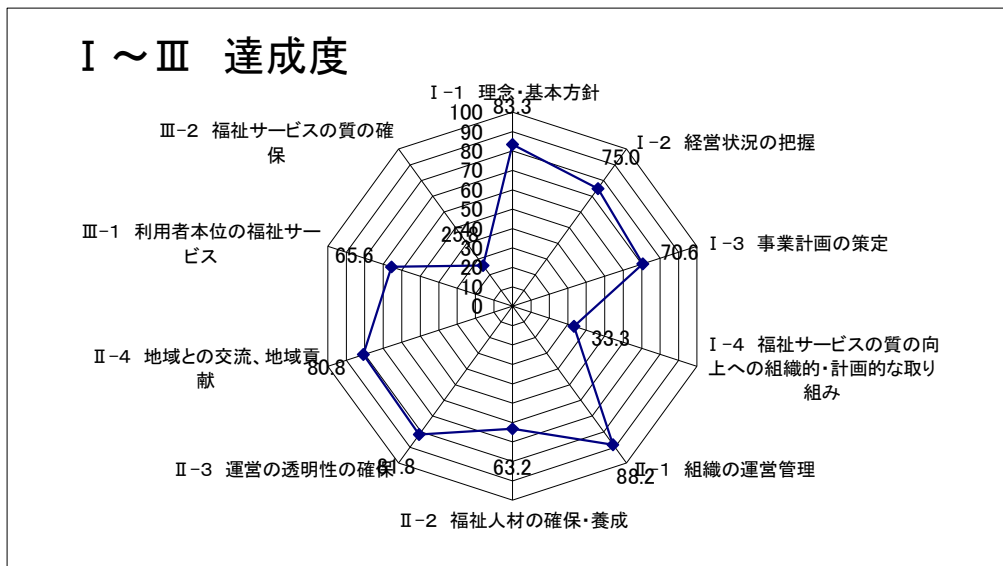 Ⅰ～Ⅲ 達成度
Ⅰ-1 理念・基本方針
83.3
Ⅰ-2 経営状況の把握
75.0
Ⅰ-3 事業計画の策定
70.6
Ⅰ-4 福祉サービスの質の向
上への組織的・計画的な取り
組み
33.3
Ⅱ-1 組織の運営管理
88.2
Ⅱ-2 福祉人材の確保・養成
63.2
Ⅱ-3 運営の透明性の確保
81.8
Ⅱ-4 地域との交流、地域貢
献
80.8
Ⅲ-1 利用者本位の福祉サー
ビス
65.6
Ⅲ-2 福祉サービスの質の確
保
100
90
80
70
60
50
40
30
20
10
0